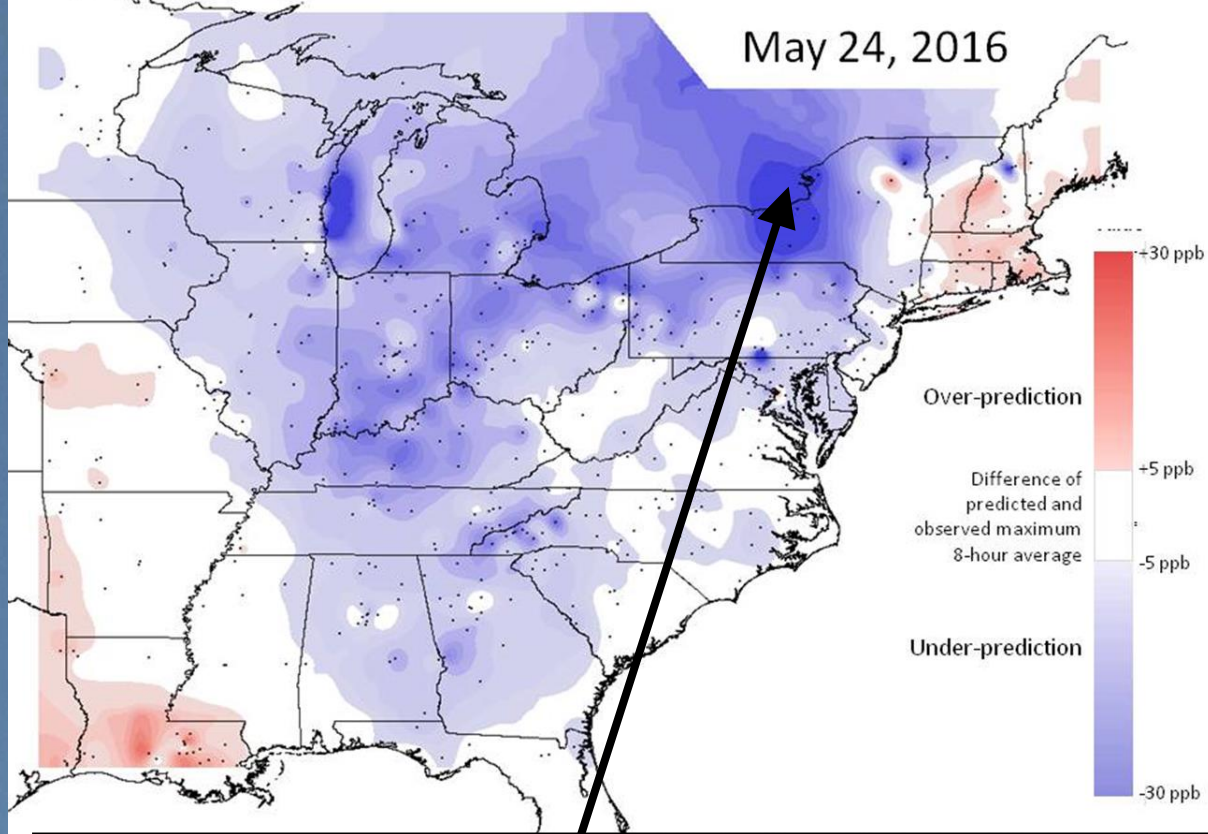 May 24, 2016
+30 ppb
Over-prediction
+5 ppb
Difference of
predicted and
observed maximum
8-hour average
-5 ppb
Under-prediction
-30 ppb